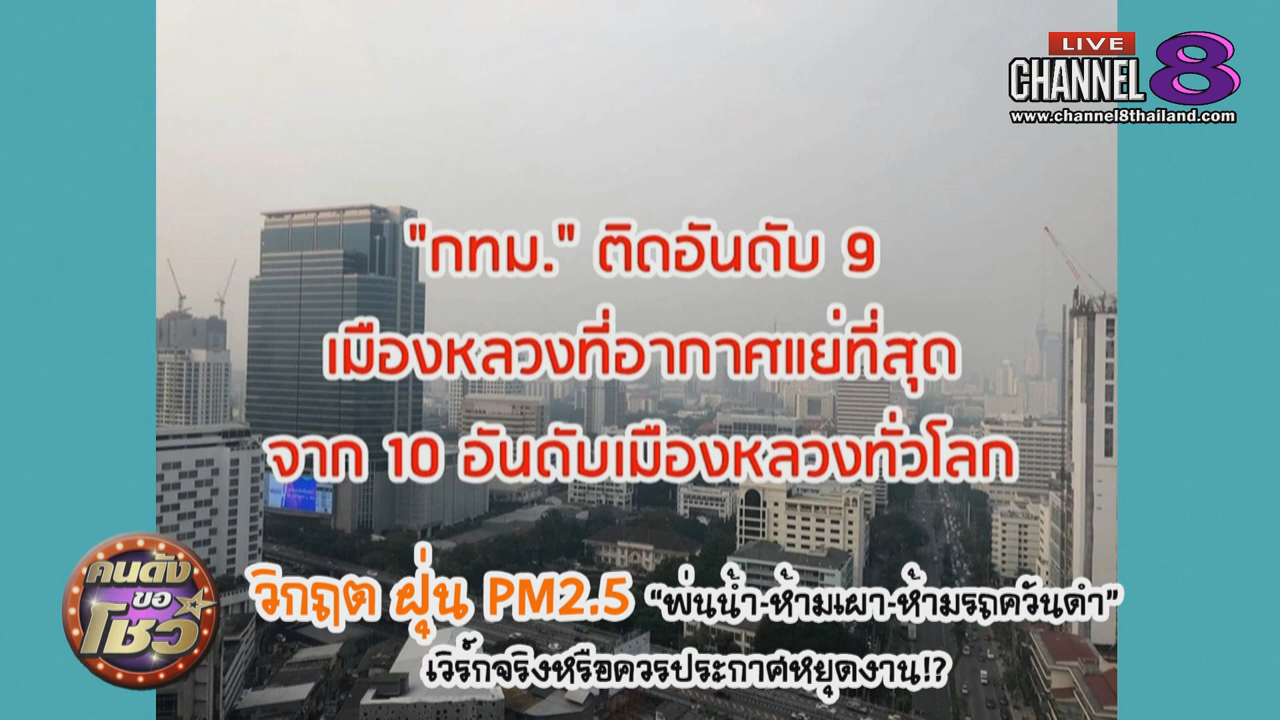 LIVE
CHANNEL 8
www.channel8thailand.com
"กทม." ติดอันดับ 9
เมืองหลวงที่อากาศแย่ที่สุด
จาก 10 อันดับเมืองหลวงทั่วโลก
คนดัง
ขอ
โชว์
วิกฤต ฝุ่น PM2.5 “พ่นน้ำ-ห้ามเผา-ห้ามรถควันดำ”
เวิร์กจริงหรือควรประกาศหยุดงาน!?